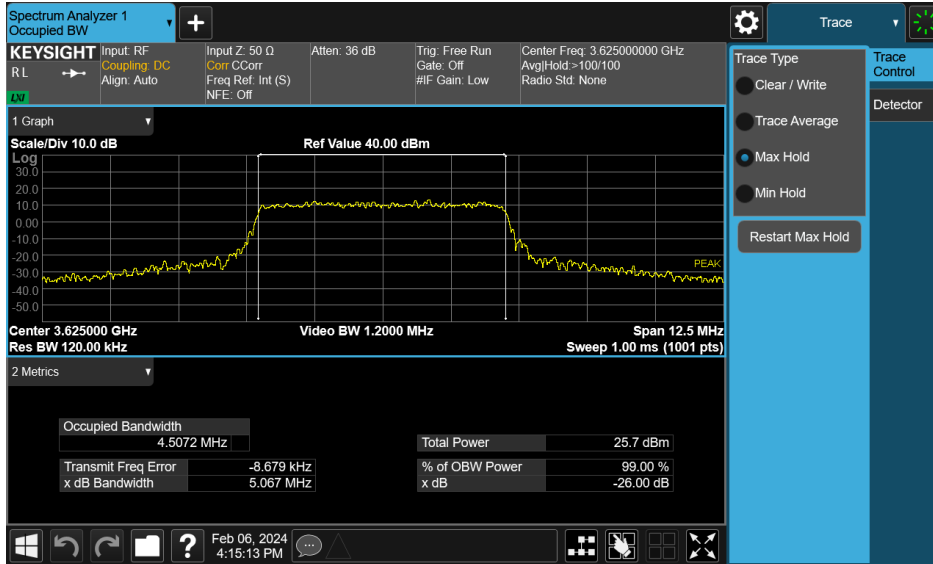 Spectrum Analyzer 1
Occupied BW
+
Trace
KEYSIGHT
RL
LXI
Input: RF
Coupling: DC
Align: Auto
Input Z: 50 Ω
Corr CCorr
Freq Ref: Int (S)
NFE: Off
Atten: 36 dB
Trig: Free Run
Gate: Off
#IF Gain: Low
Center Freq: 3.625000000 GHz
Avg|Hold:>100/100
Radio Std: None
Trace Type
Clear / Write
Trace Average
Max Hold
Min Hold
Restart Max Hold
Trace
Control
Detector
1 Graph
Scale/Div 10.0 dB
Ref Value 40.00 dBm
Log
30.0
20.0
10.0
0.00
-10.0
-20.0
-30.0
-40.0
-50.0
PEAK
Center 3.625000 GHz
Video BW 1.2000 MHz
Span 12.5 MHz
Res BW 120.00 kHz
Sweep 1.00 ms (1001 pts)
2 Metrics
Occupied Bandwidth
4.5072 MHz
Total Power 25.7 dBm
Transmit Freq Error -8.679 kHz
% of OBW Power 99.00 %
x dB Bandwidth 5.067 MHz
x dB -26.00 dB
?
Feb 06, 2024
4:15:13 PM